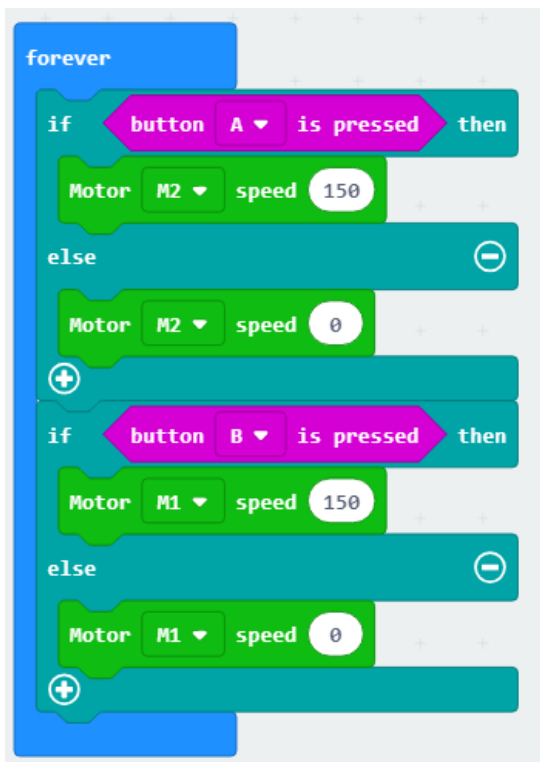 forever
if button A is pressed then
Motor M2 speed 150
else
Motor M2 speed 0
if button B is pressed then
Motor M1 speed 150
else
Motor M1 speed 0